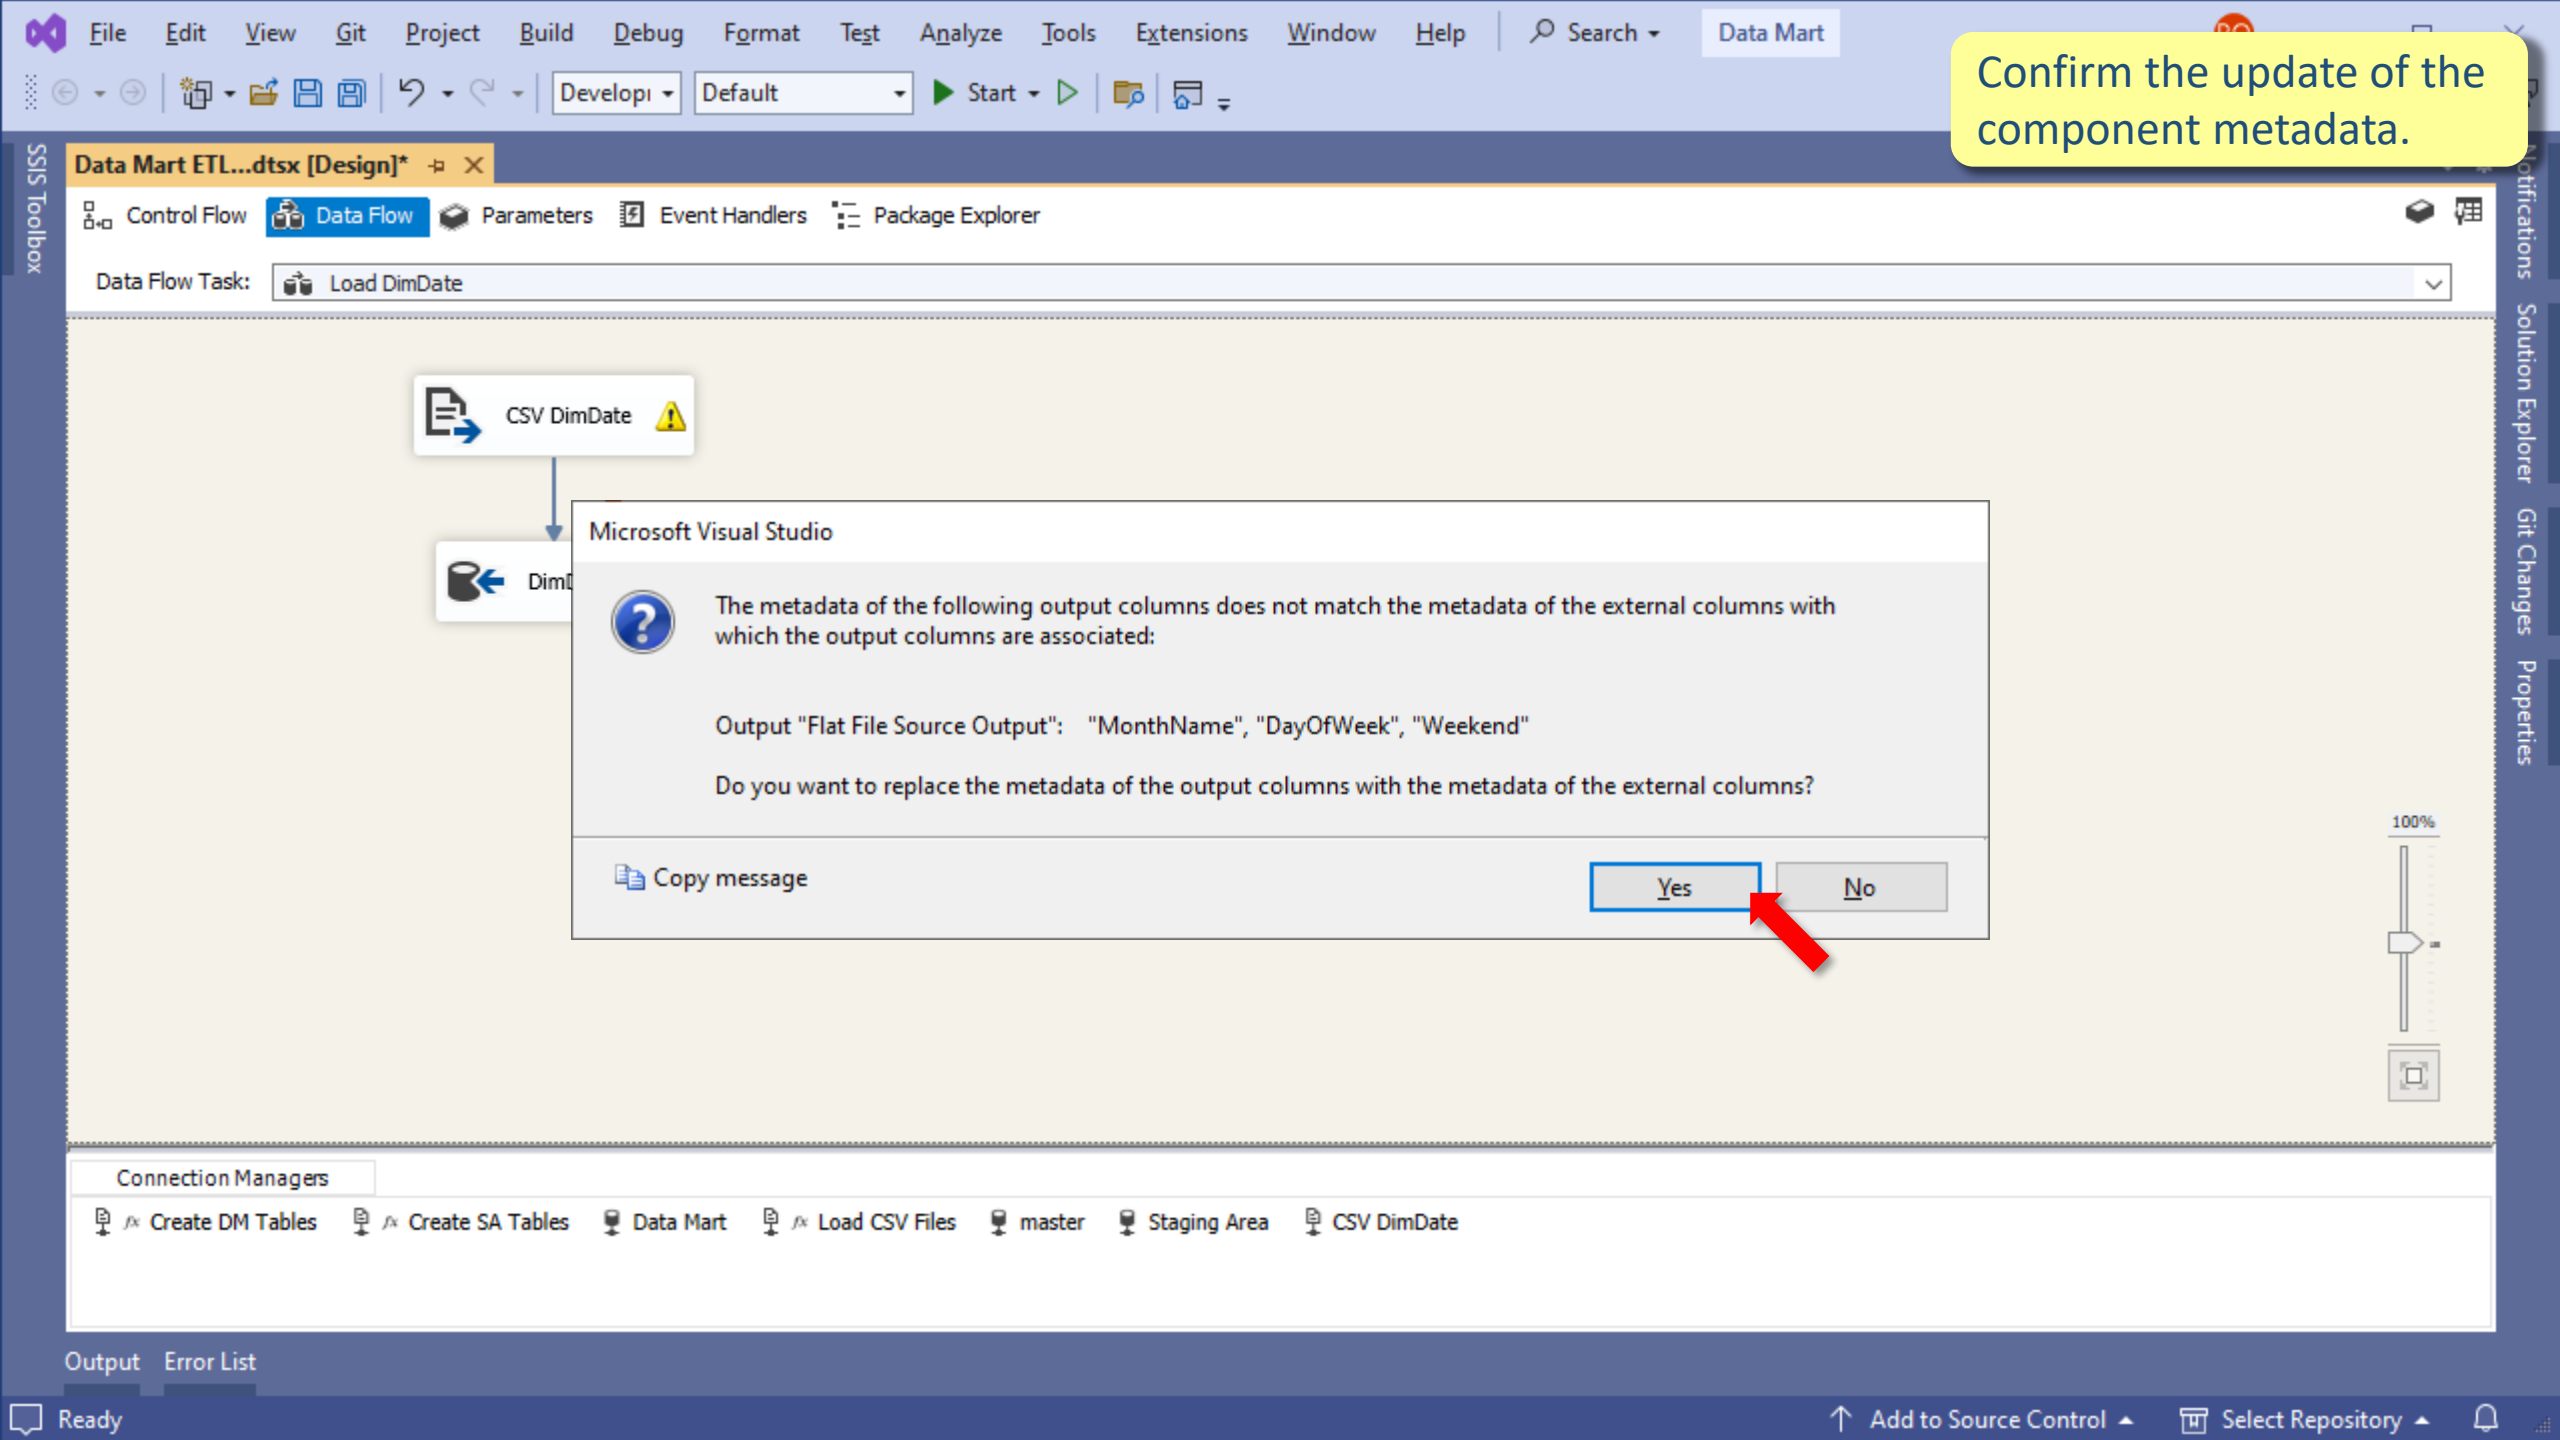 File Edit View Git Project Build Debug Format Test Analyze Tools Extensions Window Help Search Data Mart
Confirm the update of the
component metadata.
Default Start
Data Mart ETL...dtsx [Design]*
Control Flow Data Flow Parameters Event Handlers Package Explorer
Data Flow Task: Load DimDate
SSIS Toolbox
Notifications
Solution Explorer
Git Changes
Properties
CSV DimDate
Microsoft Visual Studio
The metadata of the following output columns does not match the metadata of the external columns with
which the output columns are associated:
Output "Flat File Source Output": "MonthName", "DayOfWeek", "Weekend"
Do you want to replace the metadata of the output columns with the metadata of the external columns?
Copy message
Yes No
100%
Connection Managers
fx Create DM Tables fx Create SA Tables Data Mart fx Load CSV Files master Staging Area CSV DimDate
Output Error List
Ready
Add to Source Control Select Repository